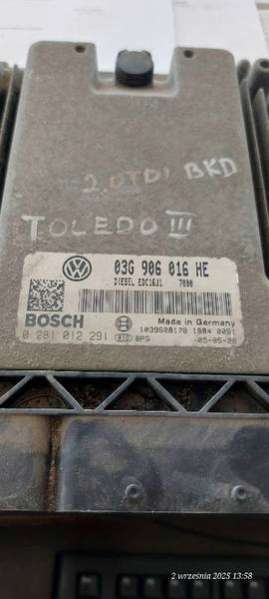 2.0TDI BKD
TOLEDO III
03G 906 016 HE
DIESEL EDC16U1 7080
BOSCH
Made in Germany
0 281 012 291
2 września 2025 13:58